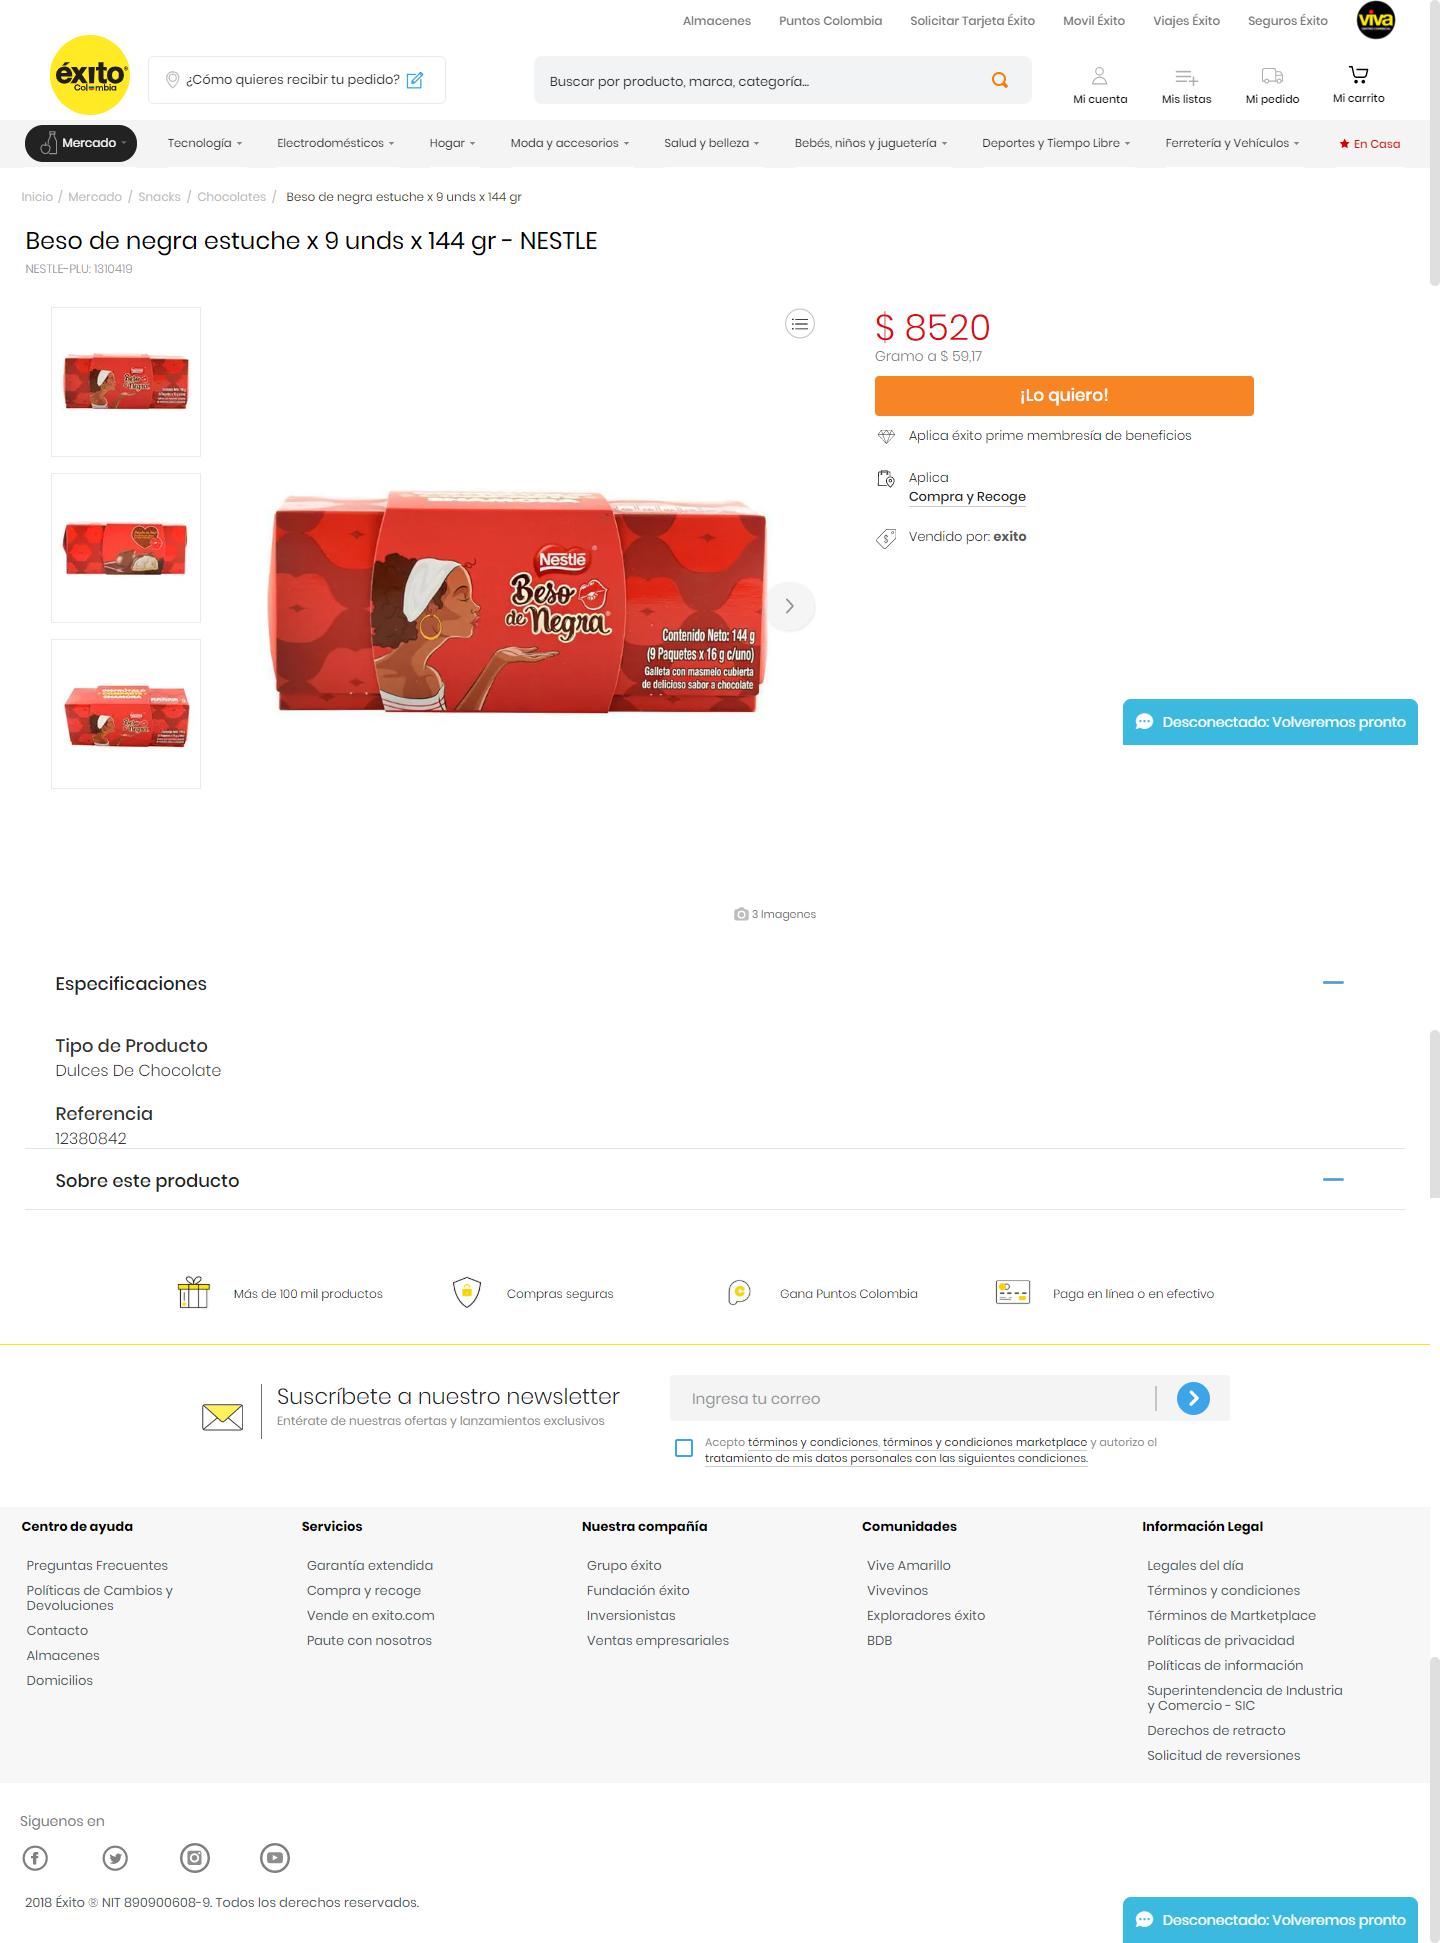 Almacenes
Puntos Colombia
Solicitar Tarjeta Éxito
Movil Éxito
Viajes Éxito
Seguros Éxito
viva
éxito
Colombia
¿Cómo quieres recibir tu pedido?
Buscar por producto, marca, categoría...
Mi cuenta
Mis listas
Mi pedido
Mi carrito
Mercado
Tecnología
Electrodomésticos
Hogar
Moda y accesorios
Salud y belleza
Bebés, niños y juguetería
Deportes y Tiempo Libre
Ferretería y Vehículos
En Casa
Inicio / Mercado / Snacks / Chocolates / Beso de negra estuche x 9 unds x 144 gr
Beso de negra estuche x 9 unds x 144 gr - NESTLE
NESTLE-PLU: 1310419
Nestlé
Beso
de Negra
Contenido Neto: 144 g
(9 Paquetes x 16 g c/uno)
Galleta con masmelo cubierta
de delicioso sabor a chocolate
$ 8520
Gramo a $ 59,17
¡Lo quiero!
Aplica éxito prime membresía de beneficios
Aplica
Compra y Recoge
Vendido por: exito
Desconectado: Volveremos pronto
3 Imagenes
Especificaciones
Tipo de Producto
Dulces De Chocolate
Referencia
12380842
Sobre este producto
Más de 100 mil productos
Compras seguras
Gana Puntos Colombia
Paga en línea o en efectivo
Suscríbete a nuestro newsletter
Entérate de nuestras ofertas y lanzamientos exclusivos
Ingresa tu correo
Acepto términos y condiciones, términos y condiciones marketplace y autorizo el
tratamiento de mis datos personales con las siguientes condiciones.
Centro de ayuda
Preguntas Frecuentes
Políticas de Cambios y
Devoluciones
Contacto
Almacenes
Domicilios
Servicios
Garantía extendida
Compra y recoge
Vende en exito.com
Paute con nosotros
Nuestra compañía
Grupo éxito
Fundación éxito
Inversionistas
Ventas empresariales
Comunidades
Vive Amarillo
Vivevinos
Exploradores éxito
BDB
Información Legal
Legales del día
Términos y condiciones
Términos de Martketplace
Políticas de privacidad
Políticas de información
Superintendencia de Industria
y Comercio - SIC
Derechos de retracto
Solicitud de reversiones
Siguenos en
2018 Éxito ® NIT 890900608-9. Todos los derechos reservados.
Desconectado: Volveremos pronto